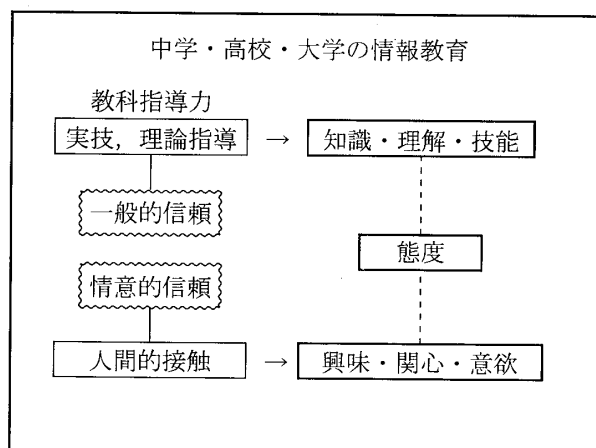 中学・高校・大学の情報教育
教科指導力
実技，理論指導 → 知識・理解・技能
一般的信頼
態度
情意的信頼
人間的接触 → 興味・関心・意欲